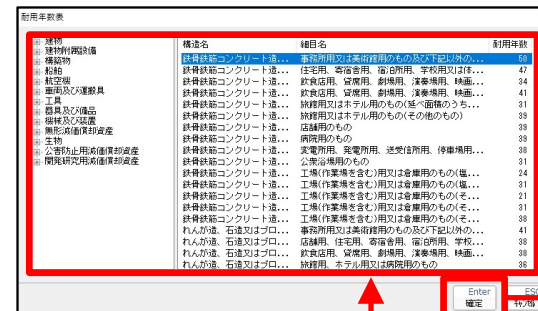 耐用年数表
建物
建物附属設備
構築物
船舶
航空機
車両及び運搬具
工具
器具及び備品
機械及び装置
無形減価償却資産
生物
公害防止用減価償却資産
開発研究用減価償却資産
構造名 細目名 耐用年数
鉄骨鉄筋コンクリート造... 事務所用又は美術館用のもの及び下記以外の... 50
鉄骨鉄筋コンクリート造... 住宅用、寄宿舎用、宿泊所用、学校用又は体... 47
鉄骨鉄筋コンクリート造... 飲食店用、貸席用、劇場用、演奏場用、映画... 34
鉄骨鉄筋コンクリート造... 飲食店用、貸席用、劇場用、演奏場用、映画... 41
鉄骨鉄筋コンクリート造... 旅館用又はホテル用のもの(延べ面積のうち... 31
鉄骨鉄筋コンクリート造... 旅館用又はホテル用のもの(その他のもの) 39
鉄骨鉄筋コンクリート造... 店舗用のもの 39
鉄骨鉄筋コンクリート造... 病院用のもの 39
鉄骨鉄筋コンクリート造... 変電所用、発電所用、送受信所用、停車場用... 38
鉄骨鉄筋コンクリート造... 公衆浴場用のもの 31
鉄骨鉄筋コンクリート造... 工場(作業場を含む)用又は倉庫用のもの(塩... 24
鉄骨鉄筋コンクリート造... 工場(作業場を含む)用又は倉庫用のもの(塩... 31
鉄骨鉄筋コンクリート造... 工場(作業場を含む)用又は倉庫用のもの(そ... 21
鉄骨鉄筋コンクリート造... 工場(作業場を含む)用又は倉庫用のもの(そ... 31
鉄骨鉄筋コンクリート造... 工場(作業場を含む)用又は倉庫用のもの(そ... 38
れんが造、石造又はブロ... 事務所用又は美術館用のもの及び下記以外の... 41
れんが造、石造又はブロ... 店舗用、住宅用、寄宿舎用、宿泊所用、学校... 38
れんが造、石造又はブロ... 飲食店用、貸席用、劇場用、演奏場用、映画... 38
れんが造、石造又はブロ... 旅館用、ホテル用又は病院用のもの 36
Enter
確定
ESC